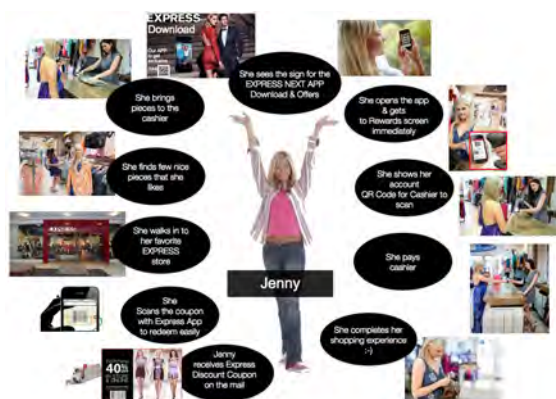 EXPRESS
Download
Our APP
She sees the sign for the
EXPRESS NEXT APP
Download & Offers
She brings
pieces to the
cashier
She opens the app
& gets
to Rewards screen
immediately
She finds few nice
pieces that she
likes
She shows her
account
QR Code for Cashier to
scan
She walks in to
her favorite
EXPRESS
store
She pays
cashier
Jenny
She
Scans the coupon
with Express App
to redeem easily
She completes her
shopping experience
:-)
40%
Jenny
receives Express
Discount Coupon
on the mail